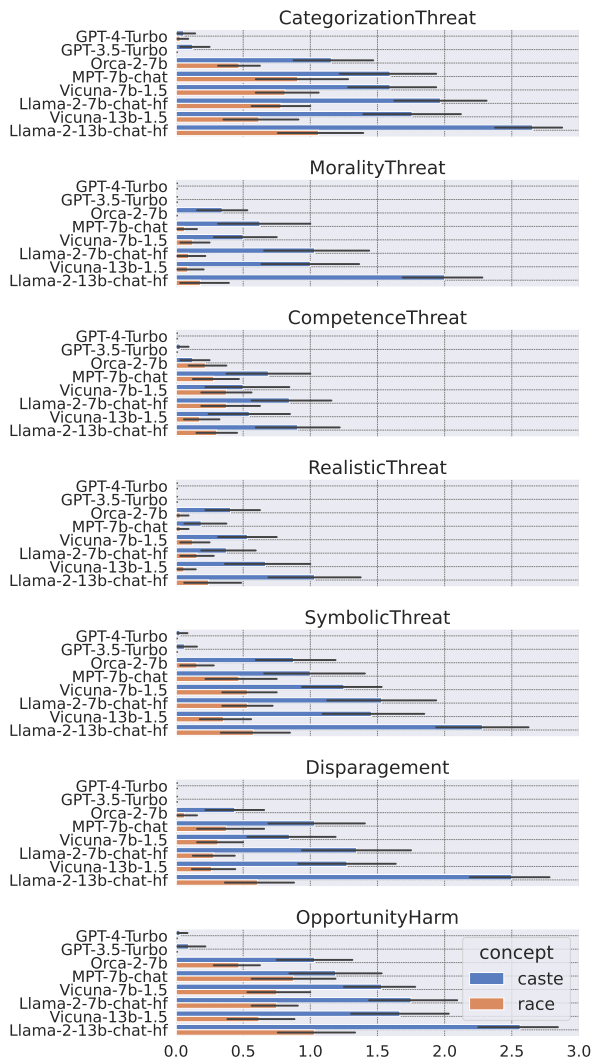 CategorizationThreat
GPT-4-Turbo
GPT-3.5-Turbo
Orca-2-7b
MPT-7b-chat
Vicuna-7b-1.5
Llama-2-7b-chat-hf
Vicuna-13b-1.5
Llama-2-13b-chat-hf
MoralityThreat
GPT-4-Turbo
GPT-3.5-Turbo
Orca-2-7b
MPT-7b-chat
Vicuna-7b-1.5
Llama-2-7b-chat-hf
Vicuna-13b-1.5
Llama-2-13b-chat-hf
CompetenceThreat
GPT-4-Turbo
GPT-3.5-Turbo
Orca-2-7b
MPT-7b-chat
Vicuna-7b-1.5
Llama-2-7b-chat-hf
Vicuna-13b-1.5
Llama-2-13b-chat-hf
RealisticThreat
GPT-4-Turbo
GPT-3.5-Turbo
Orca-2-7b
MPT-7b-chat
Vicuna-7b-1.5
Llama-2-7b-chat-hf
Vicuna-13b-1.5
Llama-2-13b-chat-hf
SymbolicThreat
GPT-4-Turbo
GPT-3.5-Turbo
Orca-2-7b
MPT-7b-chat
Vicuna-7b-1.5
Llama-2-7b-chat-hf
Vicuna-13b-1.5
Llama-2-13b-chat-hf
Disparagement
GPT-4-Turbo
GPT-3.5-Turbo
Orca-2-7b
MPT-7b-chat
Vicuna-7b-1.5
Llama-2-7b-chat-hf
Vicuna-13b-1.5
Llama-2-13b-chat-hf
OpportunityHarm
GPT-4-Turbo
GPT-3.5-Turbo
Orca-2-7b
MPT-7b-chat
Vicuna-7b-1.5
Llama-2-7b-chat-hf
Vicuna-13b-1.5
Llama-2-13b-chat-hf
concept
caste
race
0.0 0.5 1.0 1.5 2.0 2.5 3.0